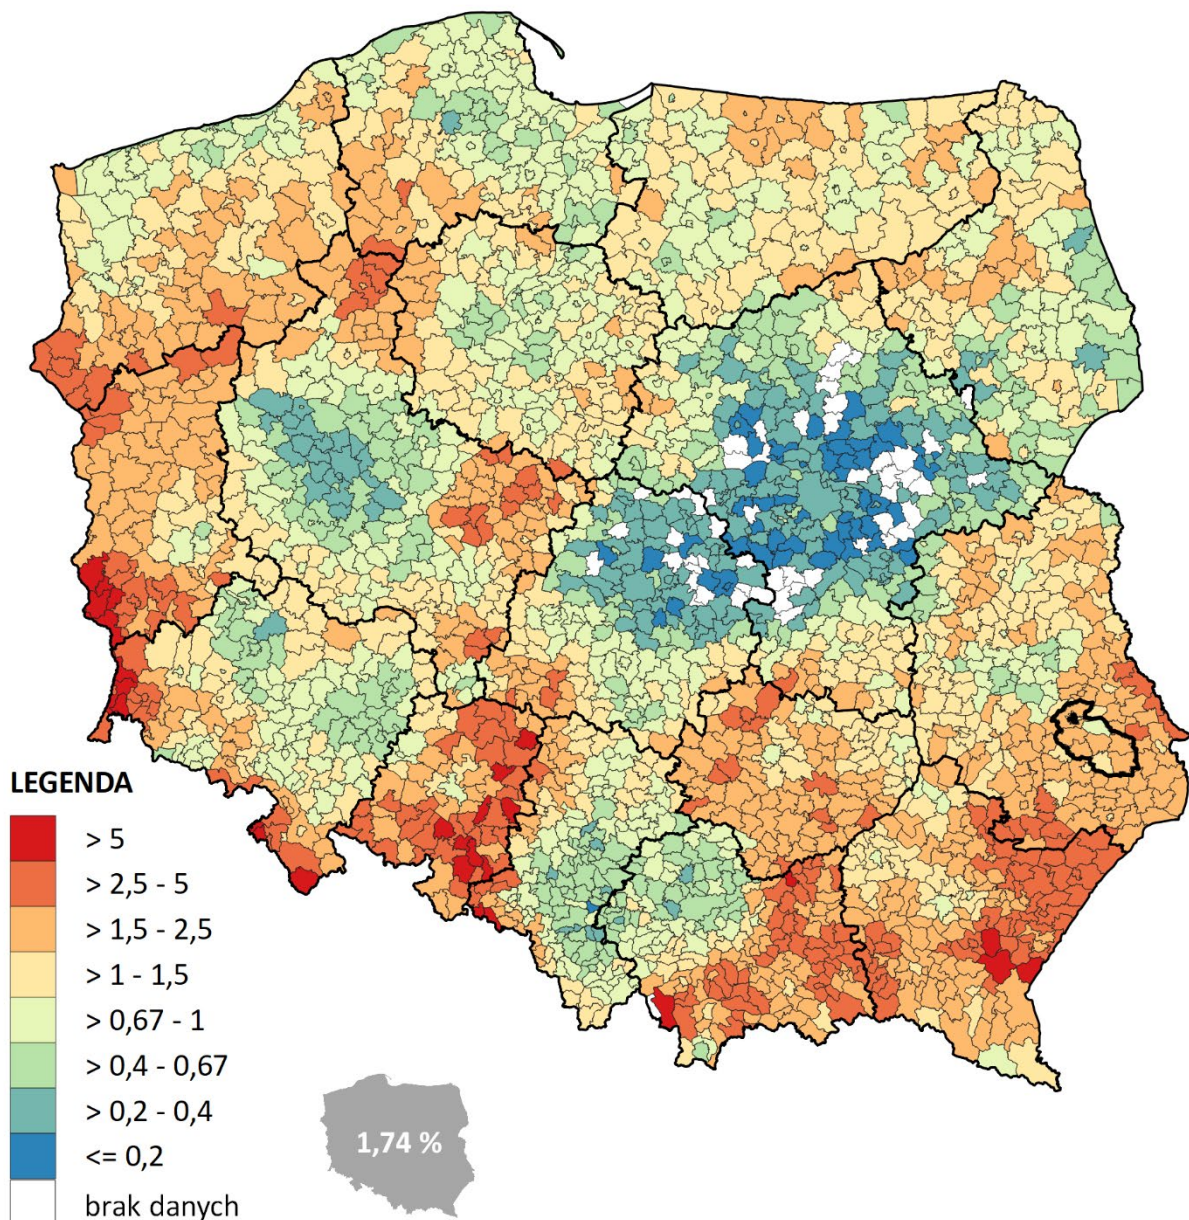 LEGENDA
> 5
> 2,5 - 5
> 1,5 - 2,5
> 1 - 1,5
> 0,67 - 1
> 0,4 - 0,67
> 0,2 - 0,4
<= 0,2
brak danych
1,74 %